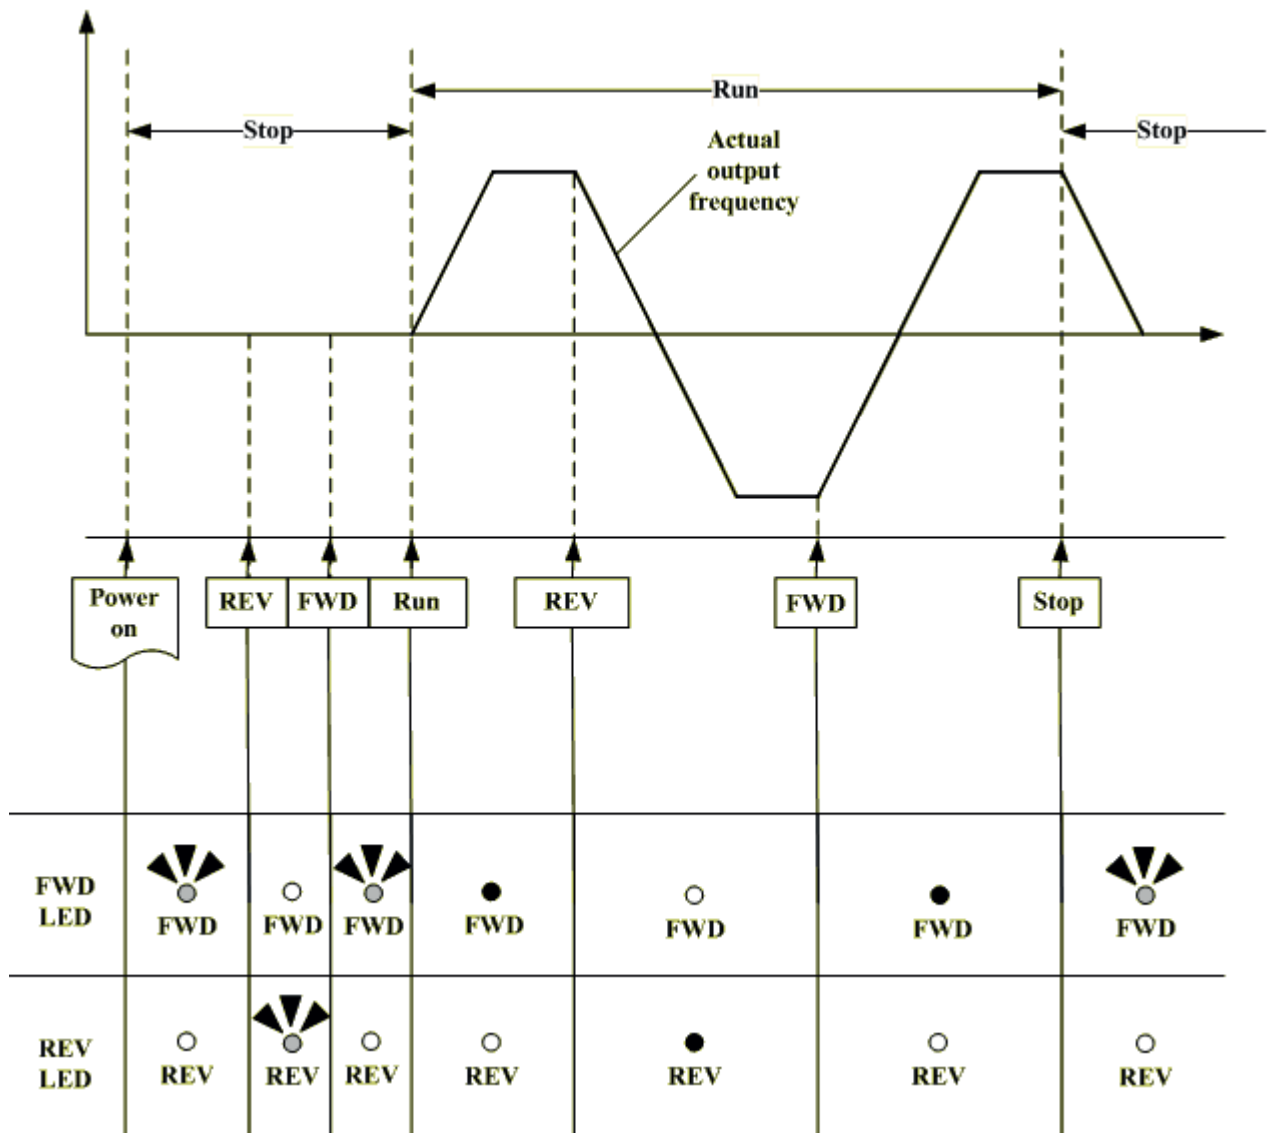 Run
Stop
Stop
Actual
output
frequency
Power
on
REV
FWD
Run
REV
FWD
Stop
FWD
LED
FWD
FWD
FWD
FWD
FWD
FWD
FWD
REV
LED
REV
REV
REV
REV
REV
REV
REV